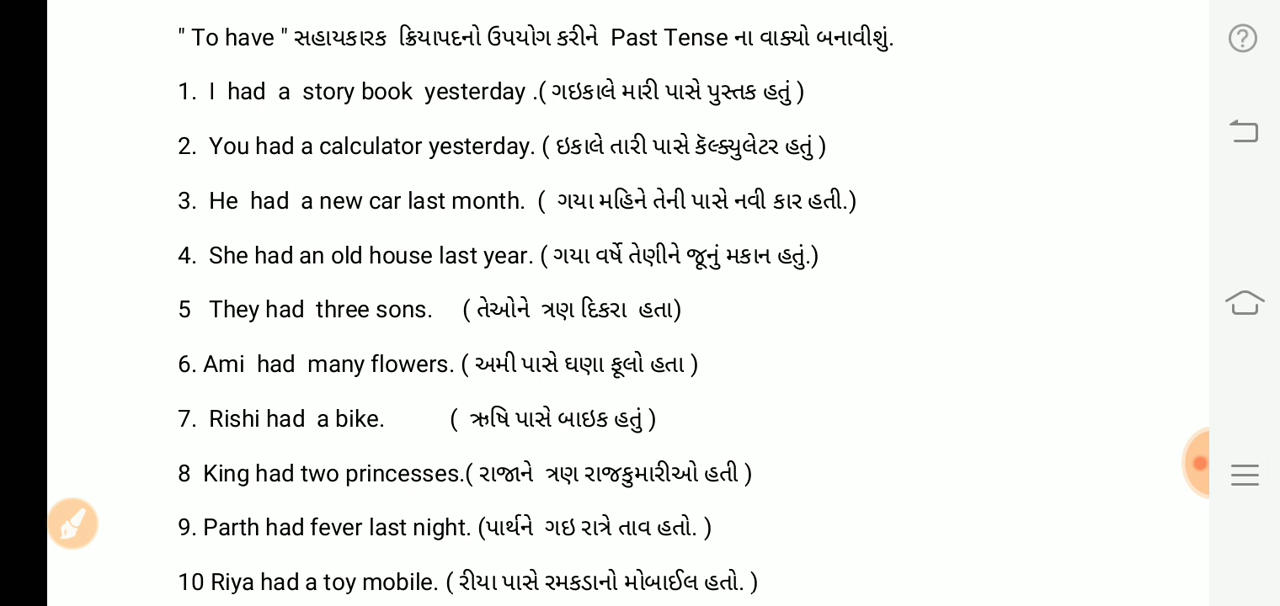 " To have " સહાયકારક ક્રિયાપદનો ઉપયોગ કરીને Past Tense ના વાક્યો બનાવીશું.
1. I had a story book yesterday .( ગઇકાલે મારી પાસે પુસ્તક હતું )
2. You had a calculator yesterday. ( ઇકાલે તારી પાસે કૅલ્ક્યુલેટર હતું )
3. He had a new car last month. ( ગયા મહિને તેની પાસે નવી કાર હતી.)
4. She had an old house last year. ( ગયા વર્ષે તેણીને જૂનું મકાન હતું.)
5 They had three sons. ( તેઓને ત્રણ દિકરા હતા)
6. Ami had many flowers. ( અમી પાસે ઘણા ફૂલો હતા )
7. Rishi had a bike. ( ઋષિ પાસે બાઇક હતું )
8 King had two princesses.( રાજાને ત્રણ રાજકુમારીઓ હતી )
9. Parth had fever last night. (પાર્થને ગઇ રાત્રે તાવ હતો. )
10 Riya had a toy mobile. ( રીયા પાસે રમકડાનો મોબાઈલ હતો. )